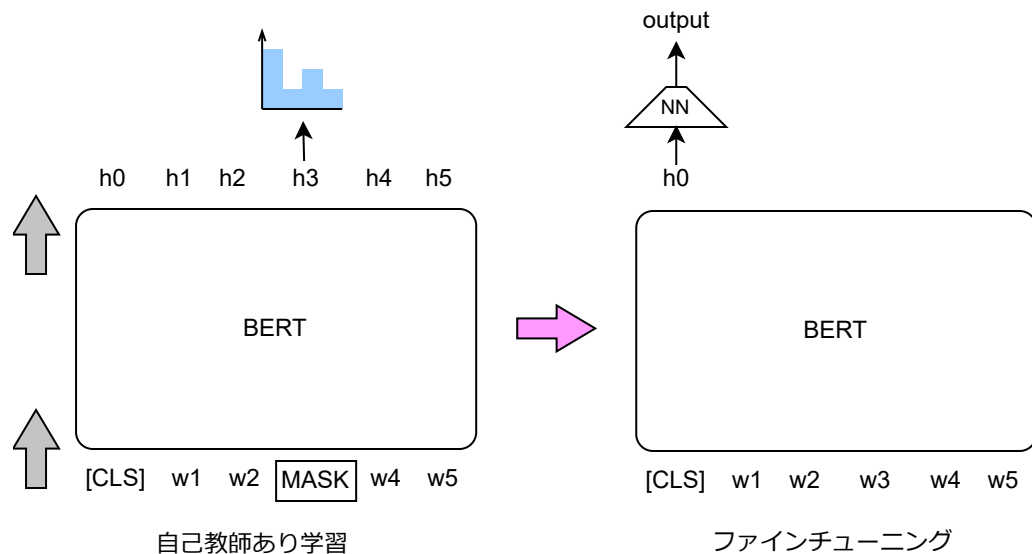 output
NN
h0 h1 h2 h3 h4 h5
h0
BERT
BERT
[CLS] w1 w2 MASK w4 w5
[CLS] w1 w2 w3 w4 w5
自己教師あり学習
ファインチューニング